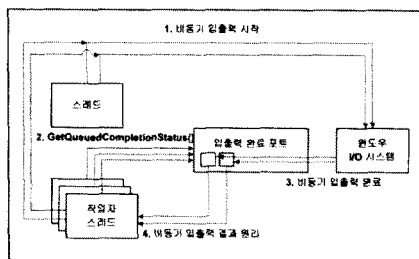 1. 비동기 입출력 시작
스레드
2. GetQueuedCompletionStatus()
입출력 완료 포트
윈도우
I/O 시스템
3. 비동기 입출력 완료
작업자
스레드
4. 비동기 입출력 결과 원리